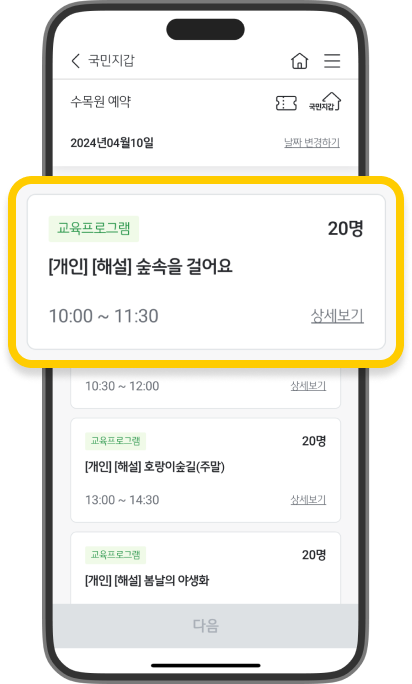 국민지갑
수목원 예약
국민지갑
2024년04월10일
날짜 변경하기
교육프로그램
20명
[개인] [해설] 숲속을 걸어요
10:00 ~ 11:30
상세보기
10:30 ~ 12:00
상세보기
교육프로그램
20명
[개인] [해설] 호랑이숲길(주말)
13:00 ~ 14:30
상세보기
교육프로그램
20명
[개인] [해설] 봄날의 야생화
다음